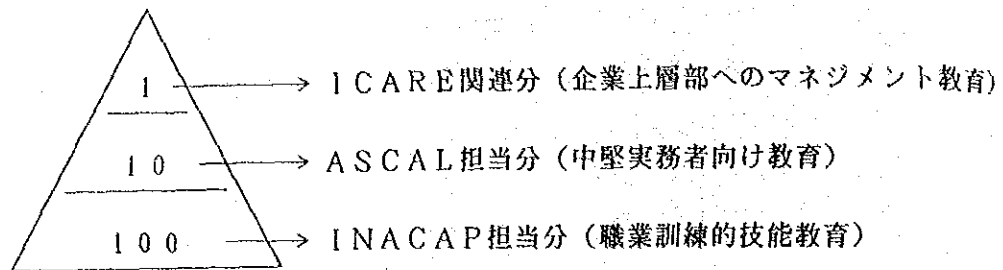 1 → ICARE関連分（企業上層部へのマネジメント教育）
10 → ASCAL担当分（中堅実務者向け教育）
100 → INACAP担当分（職業訓練的技能教育）